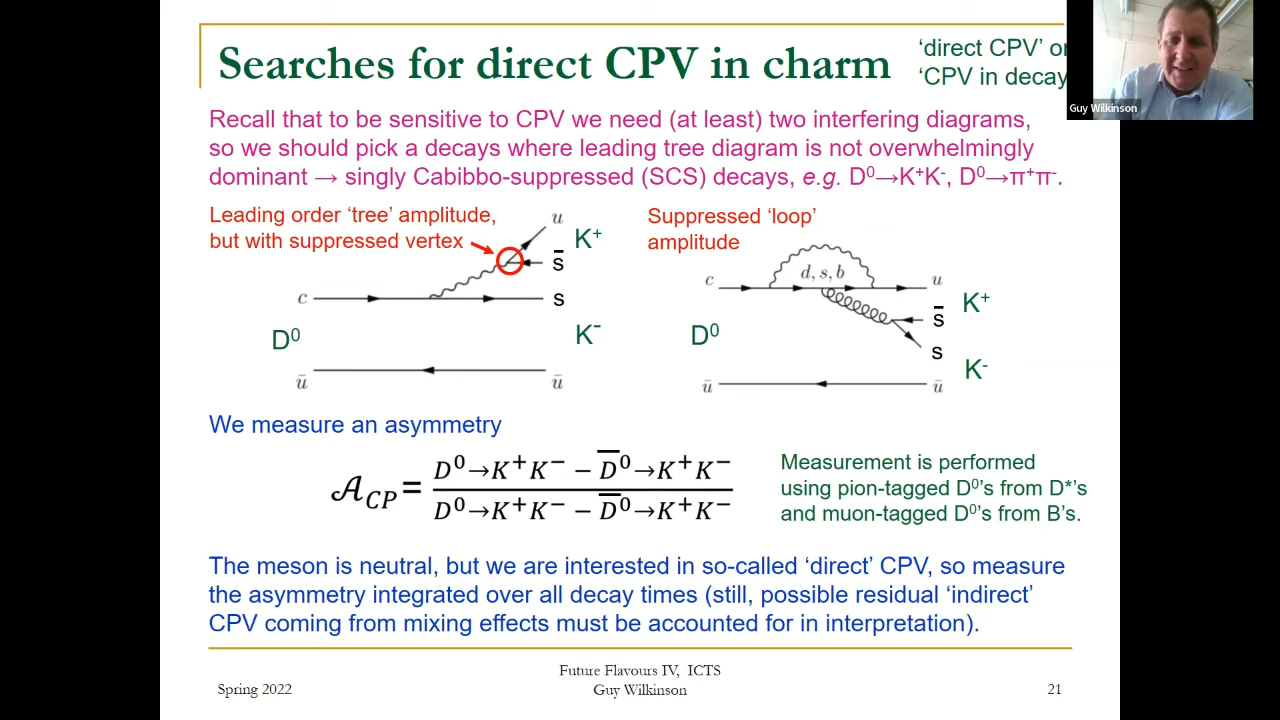 Searches for direct CPV in charm
'direct CPV' or
'CPV in decay
Guy Wilkinson
Recall that to be sensitive to CPV we need (at least) two interfering diagrams,
so we should pick a decays where leading tree diagram is not overwhelmingly
dominant → singly Cabibbo-suppressed (SCS) decays, e.g. D⁰→K⁺K⁻, D⁰→π⁺π⁻.
Leading order 'tree' amplitude,
but with suppressed vertex
u
K⁺
s̄
c
s
D⁰
K⁻
ū
ū
Suppressed 'loop'
amplitude
d, s, b
c
u
K⁺
s̄
D⁰
s
K⁻
ū
ū
We measure an asymmetry
𝒜CP = 
D⁰→K⁺K⁻ − D̅⁰→K⁺K⁻
D⁰→K⁺K⁻ − D̅⁰→K⁺K⁻
Measurement is performed
using pion-tagged D⁰'s from D*'s
and muon-tagged D⁰'s from B's.
The meson is neutral, but we are interested in so-called 'direct' CPV, so measure
the asymmetry integrated over all decay times (still, possible residual 'indirect'
CPV coming from mixing effects must be accounted for in interpretation).
Spring 2022
Future Flavours IV, ICTS
Guy Wilkinson
21